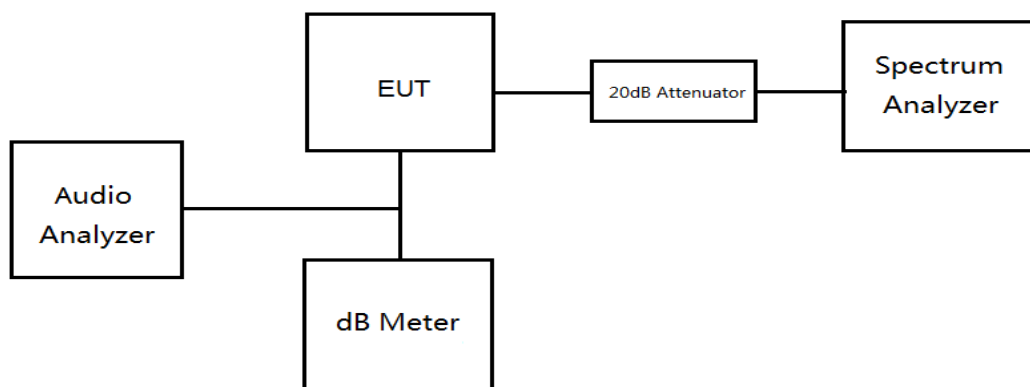 EUT
20dB Attenuator
Spectrum
Analyzer
Audio
Analyzer
dB Meter